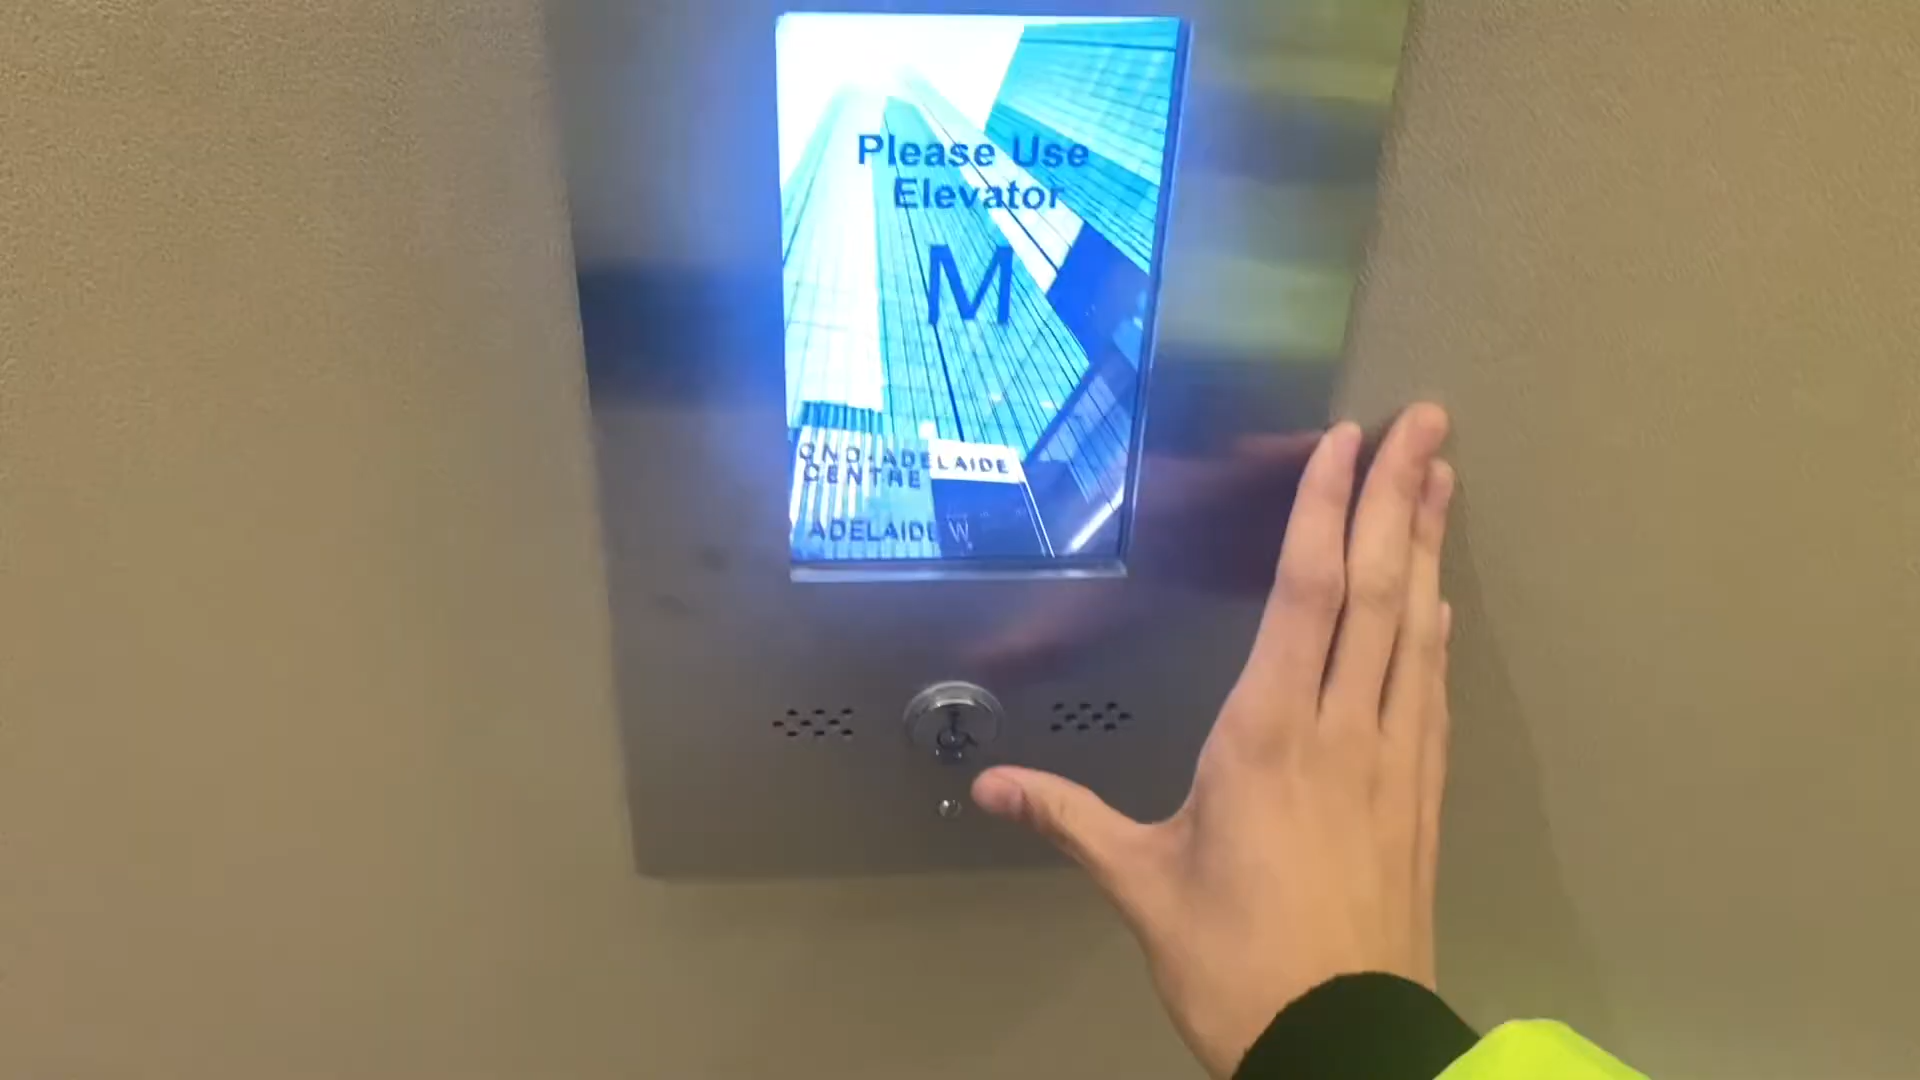 Please Use
Elevator
M
ADELAIDE
CENTRE
ADELAIDE W